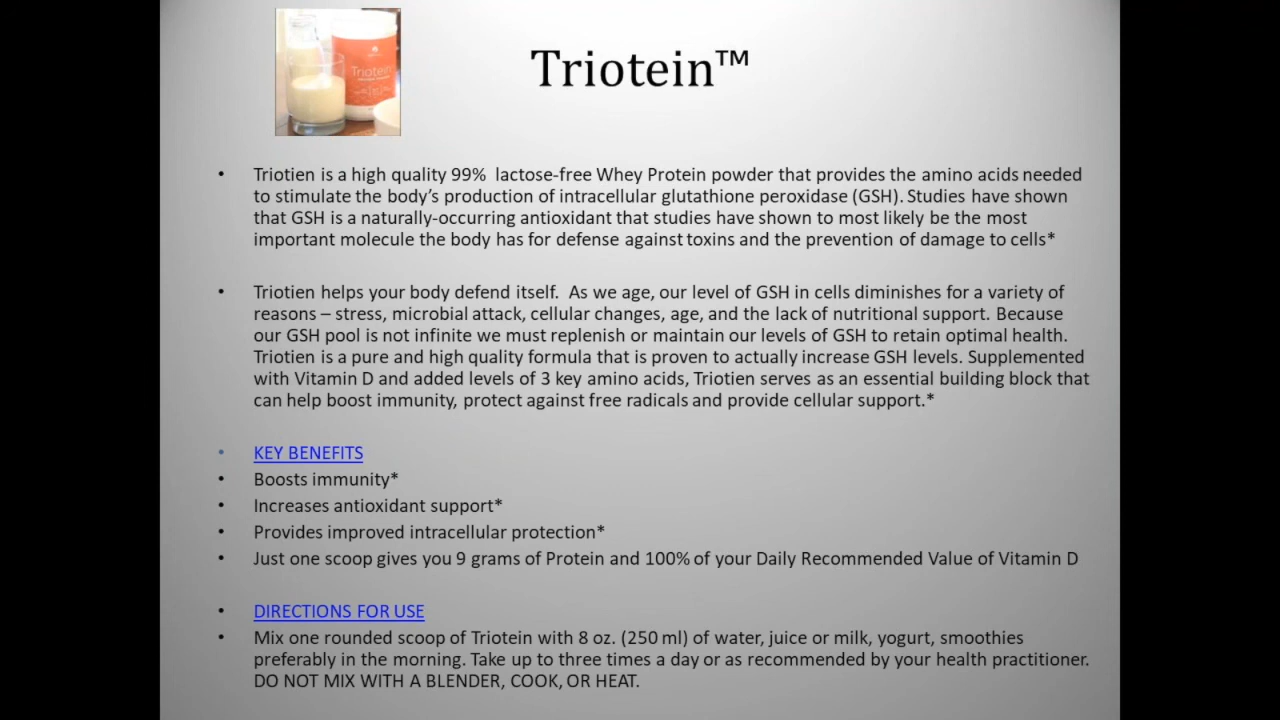 Triotein™
Triotein
• Triotien is a high quality 99% lactose-free Whey Protein powder that provides the amino acids needed
to stimulate the body’s production of intracellular glutathione peroxidase (GSH). Studies have shown
that GSH is a naturally-occurring antioxidant that studies have shown to most likely be the most
important molecule the body has for defense against toxins and the prevention of damage to cells*
• Triotien helps your body defend itself. As we age, our level of GSH in cells diminishes for a variety of
reasons – stress, microbial attack, cellular changes, age, and the lack of nutritional support. Because
our GSH pool is not infinite we must replenish or maintain our levels of GSH to retain optimal health.
Triotien is a pure and high quality formula that is proven to actually increase GSH levels. Supplemented
with Vitamin D and added levels of 3 key amino acids, Triotien serves as an essential building block that
can help boost immunity, protect against free radicals and provide cellular support.*
• KEY BENEFITS
• Boosts immunity*
• Increases antioxidant support*
• Provides improved intracellular protection*
• Just one scoop gives you 9 grams of Protein and 100% of your Daily Recommended Value of Vitamin D
• DIRECTIONS FOR USE
• Mix one rounded scoop of Triotein with 8 oz. (250 ml) of water, juice or milk, yogurt, smoothies
preferably in the morning. Take up to three times a day or as recommended by your health practitioner.
DO NOT MIX WITH A BLENDER, COOK, OR HEAT.